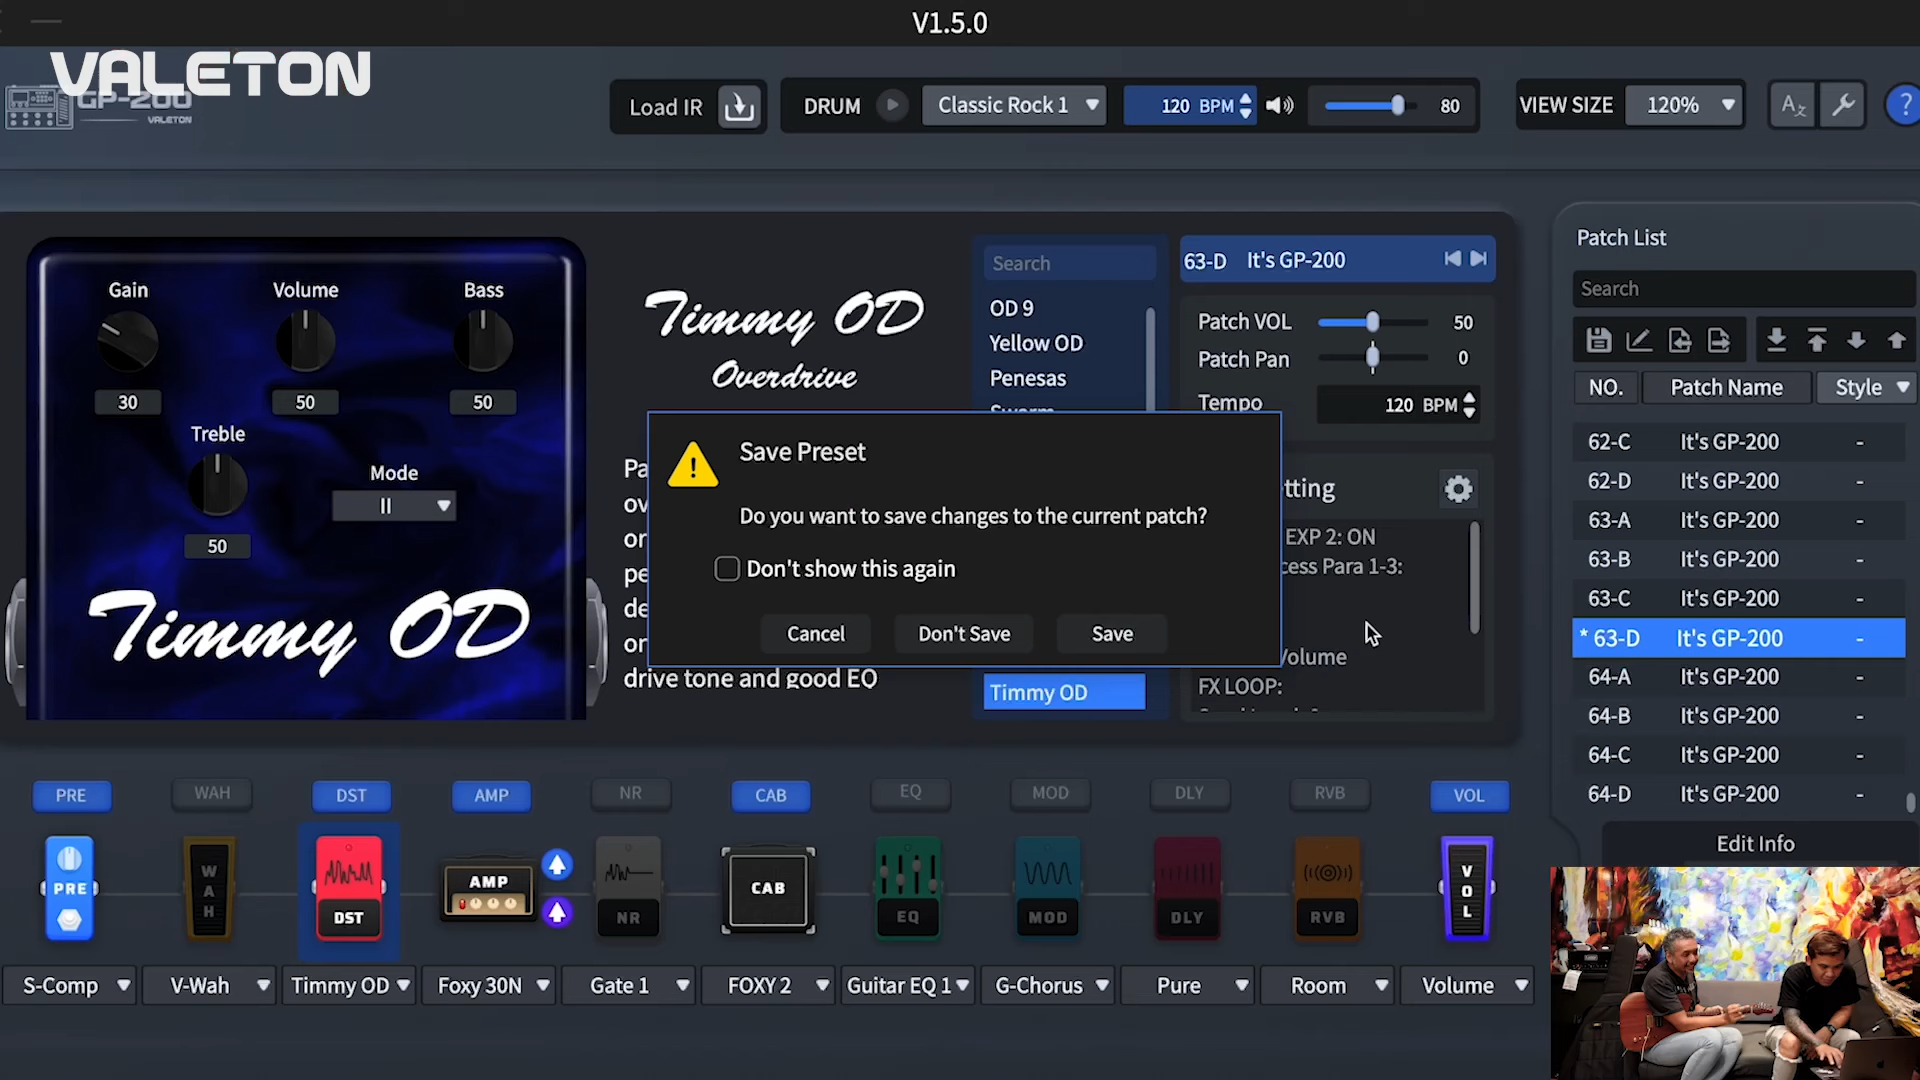 V1.5.0
VALETON
GP-200
VALETON
Load IR
DRUM
Classic Rock 1
120 BPM
80
VIEW SIZE
120%
?
Gain
Volume
Bass
30
50
50
Treble
Mode
II
50
Timmy OD
Timmy OD
Overdrive
drive tone and good EQ
Search
OD 9
Yellow OD
Penesas
Timmy OD
63-D It's GP-200
Patch VOL 50
Patch Pan 0
Tempo 120 BPM
EXP 2: ON
Para 1-3:
FX LOOP:
Save Preset
Do you want to save changes to the current patch?
Don't show this again
Cancel
Don't Save
Save
Patch List
Search
NO. Patch Name Style
62-C It's GP-200 -
62-D It's GP-200 -
63-A It's GP-200 -
63-B It's GP-200 -
63-C It's GP-200 -
* 63-D It's GP-200 -
64-A It's GP-200 -
64-B It's GP-200 -
64-C It's GP-200 -
64-D It's GP-200 -
Edit Info
PRE WAH DST AMP NR CAB EQ MOD DLY RVB VOL
PRE WAH DST AMP NR CAB EQ MOD DLY RVB VOL
S-Comp V-Wah Timmy OD Foxy 30N Gate 1 FOXY 2 Guitar EQ 1 G-Chorus Pure Room Volume